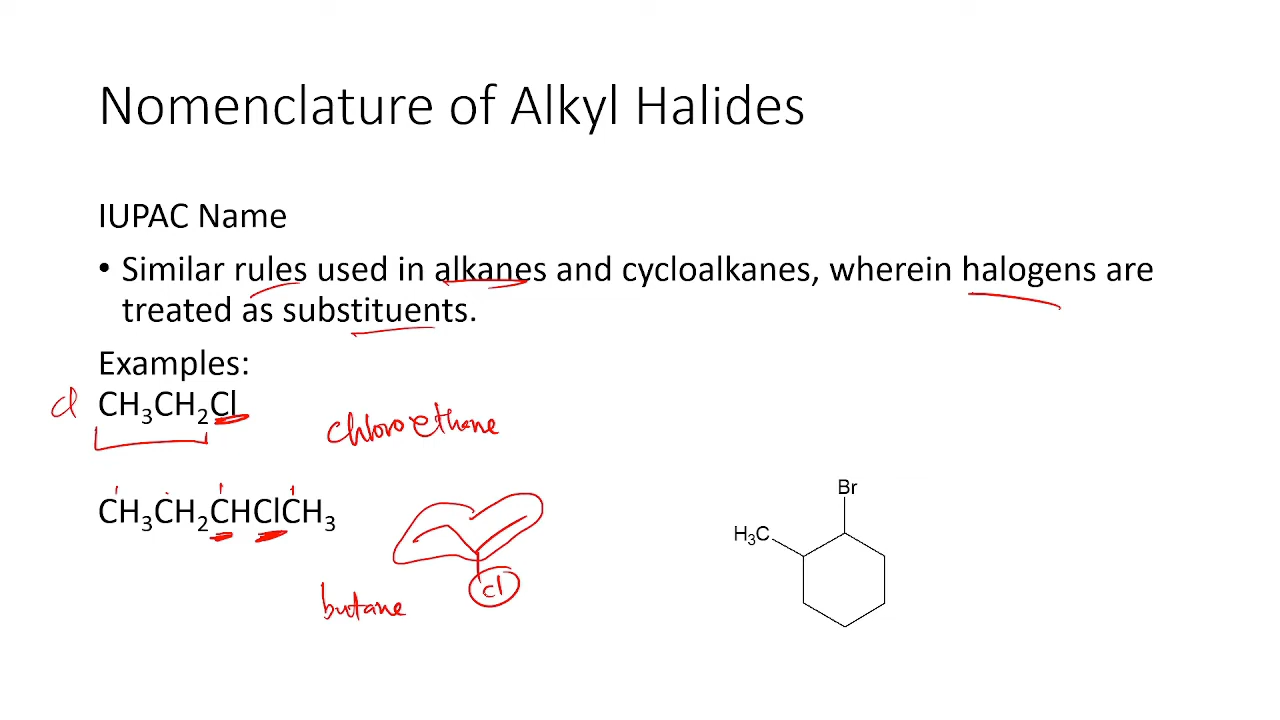 Nomenclature of Alkyl Halides
IUPAC Name
• Similar rules used in alkanes and cycloalkanes, wherein halogens are
treated as substituents.
Examples:
Cl CH₃CH₂Cl
chloroethane
CH₃CH₂CHClCH₃
Cl
butane
Br
H₃C